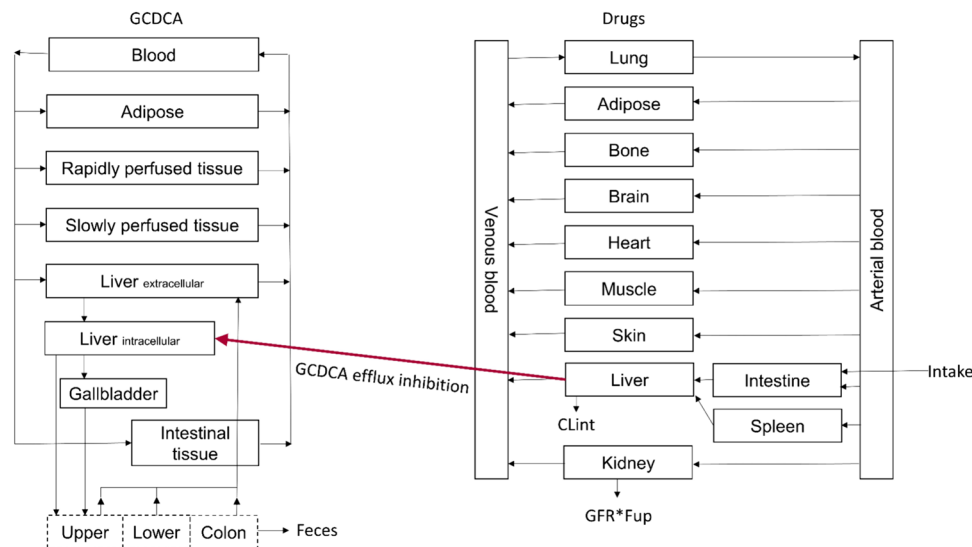 GCDCA
Blood
Adipose
Rapidly perfused tissue
Slowly perfused tissue
Liver extracellular
Liver intracellular
Gallbladder
Intestinal
tissue
Upper
Lower
Colon
Feces
GCDCA efflux inhibition
Drugs
Venous blood
Lung
Adipose
Bone
Brain
Heart
Muscle
Skin
Liver
Intestine
Intake
CLint
Spleen
Kidney
GFR*Fup
Arterial blood